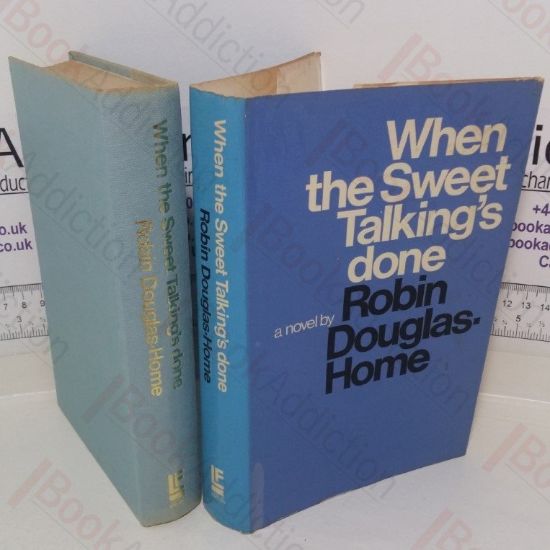 When the Sweet Talking's done
Robin Douglas-Home
When the Sweet Talking's done
Robin Douglas-Home
When
the Sweet
Talking's
done
a novel by Robin
Douglas-
Home
BookAddiction